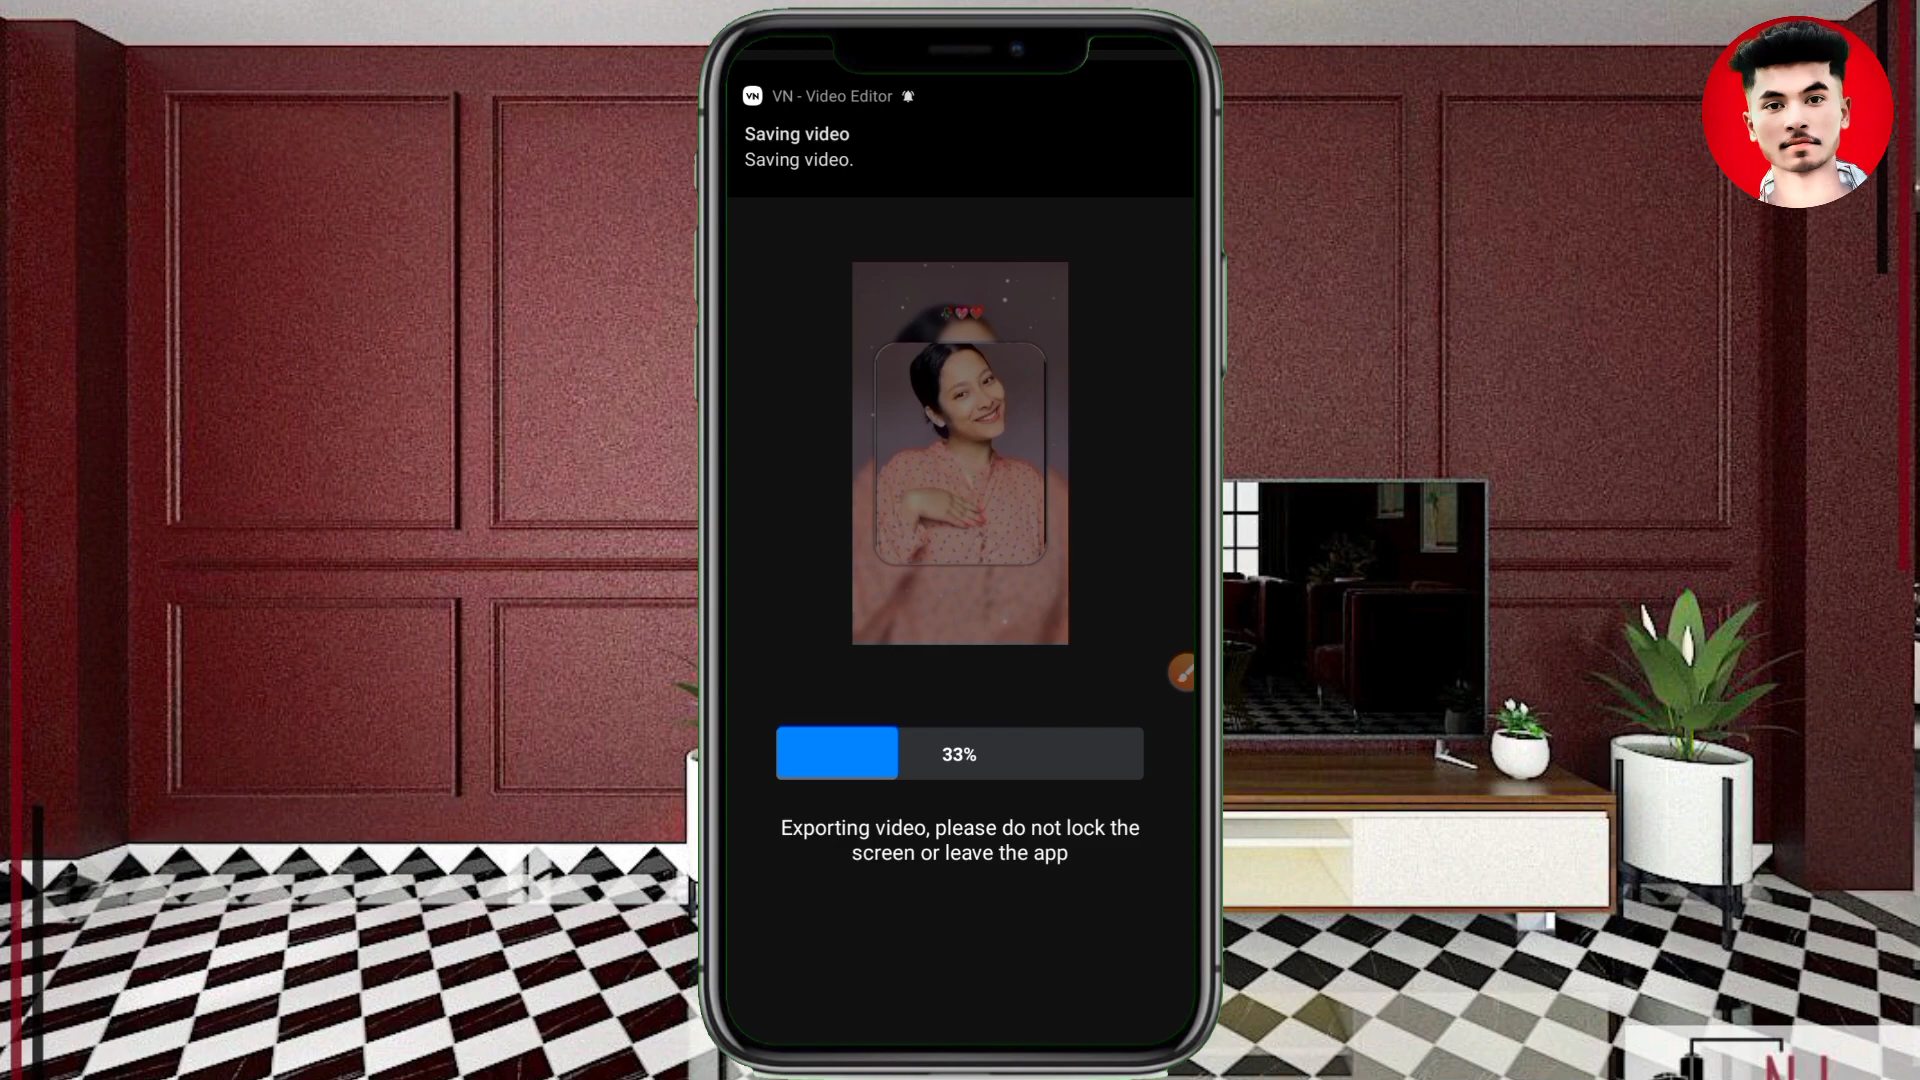 VN
VN - Video Editor
Saving video
Saving video.
33%
Exporting video, please do not lock the
screen or leave the app